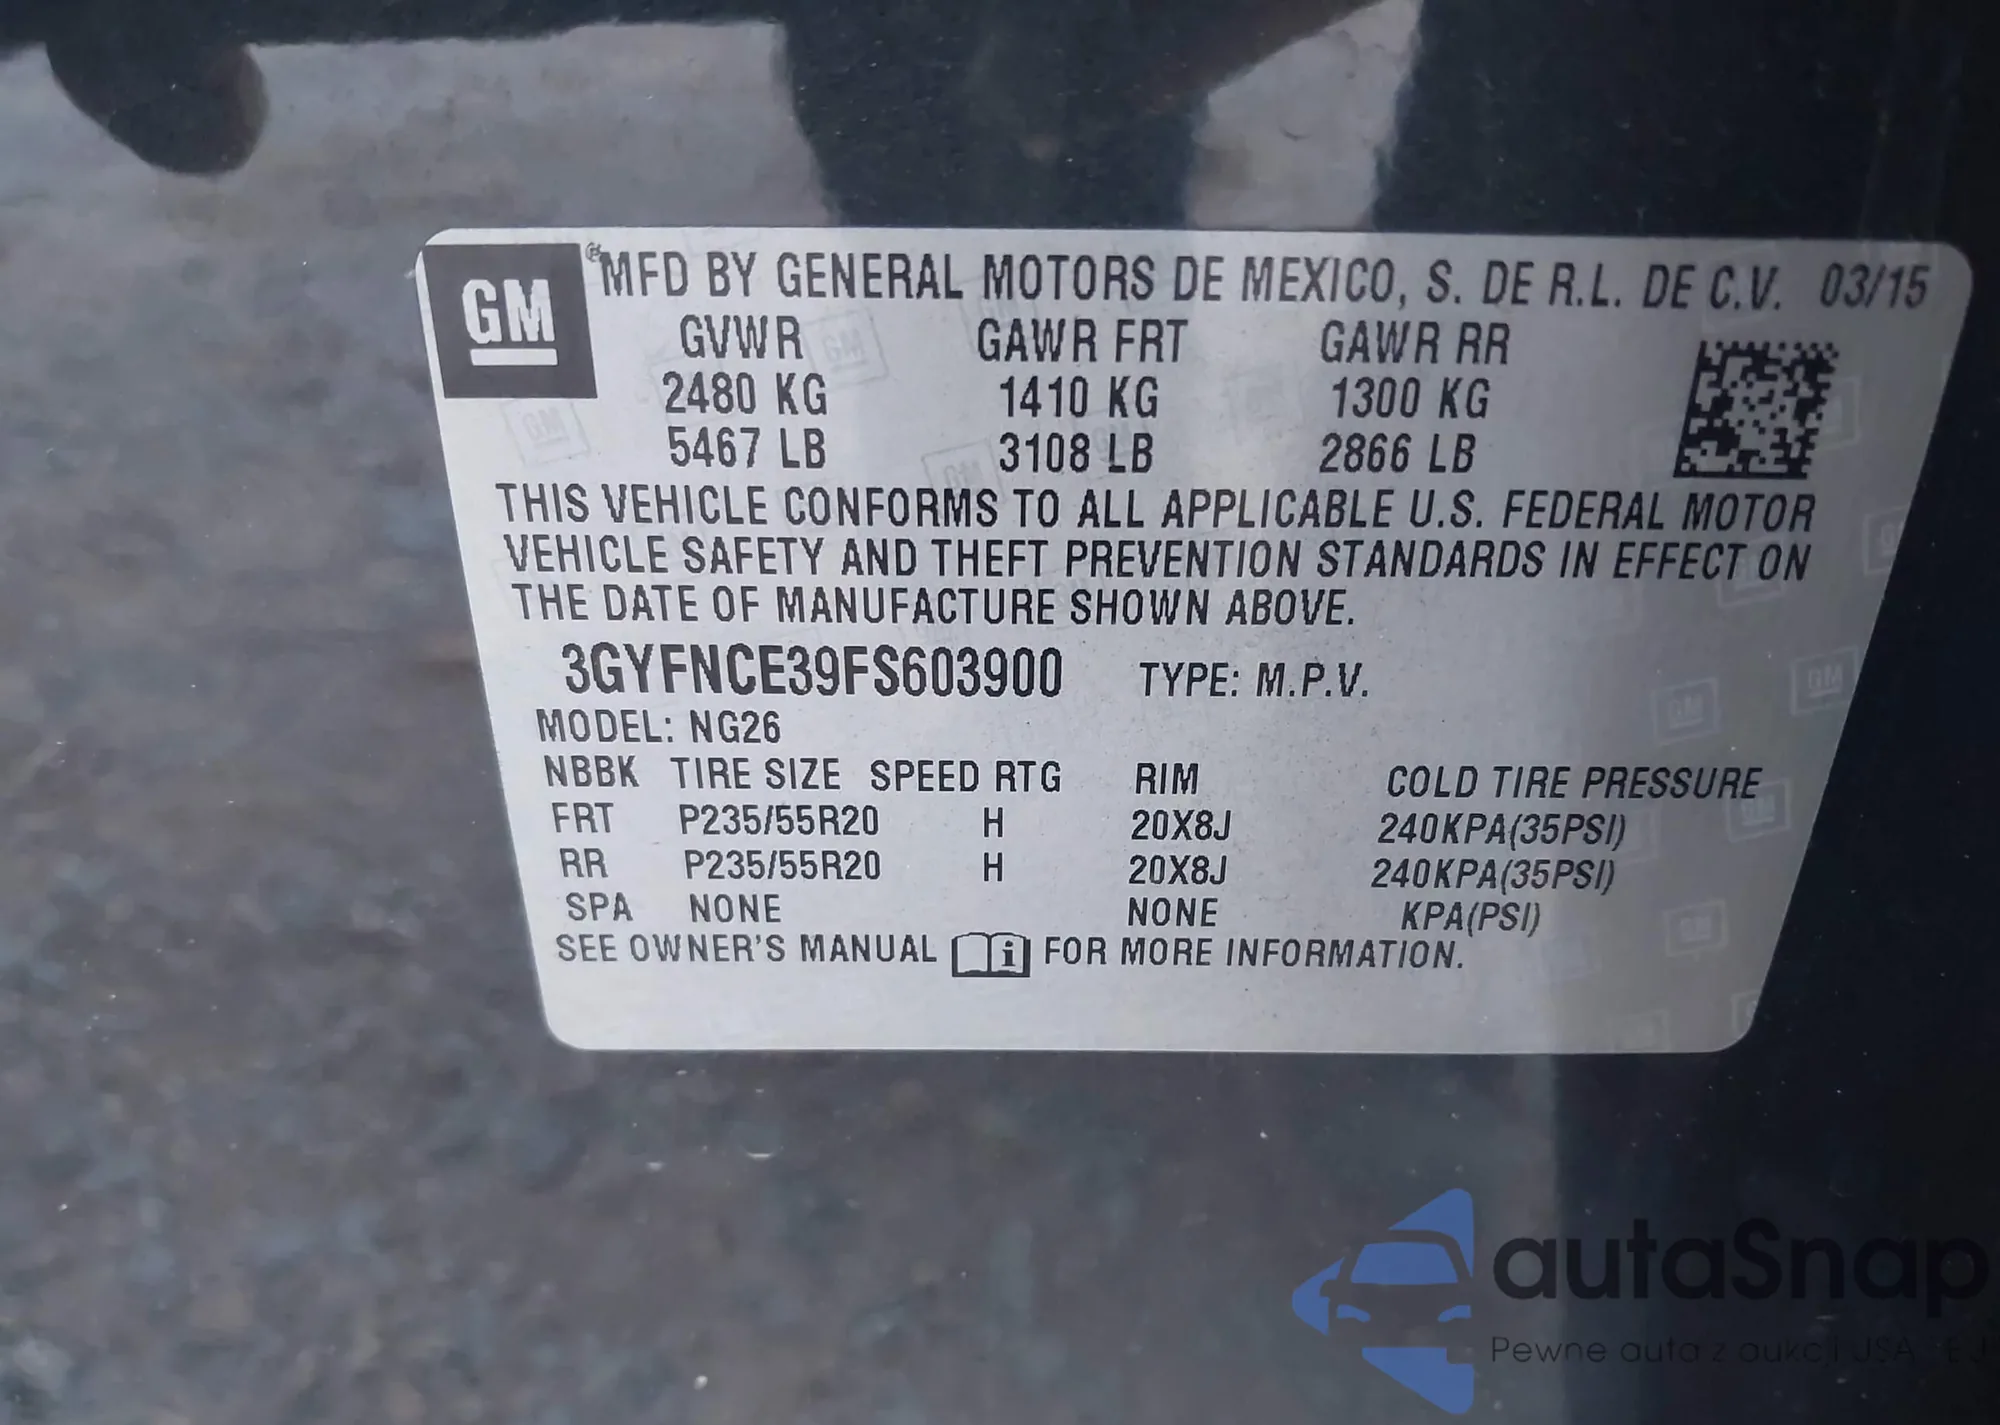 GM
® MFD BY GENERAL MOTORS DE MEXICO, S. DE R.L. DE C.V. 03/15
GVWR GAWR FRT GAWR RR
2480 KG 1410 KG 1300 KG
5467 LB 3108 LB 2866 LB
THIS VEHICLE CONFORMS TO ALL APPLICABLE U.S. FEDERAL MOTOR
VEHICLE SAFETY AND THEFT PREVENTION STANDARDS IN EFFECT ON
THE DATE OF MANUFACTURE SHOWN ABOVE.
3GYFNCE39FS603900 TYPE: M.P.V.
MODEL: NG26
NBBK TIRE SIZE SPEED RTG RIM COLD TIRE PRESSURE
FRT P235/55R20 H 20X8J 240KPA(35PSI)
RR P235/55R20 H 20X8J 240KPA(35PSI)
SPA NONE NONE KPA(PSI)
SEE OWNER'S MANUAL i FOR MORE INFORMATION.
autaSnap
Pewne auta z aukcji USA